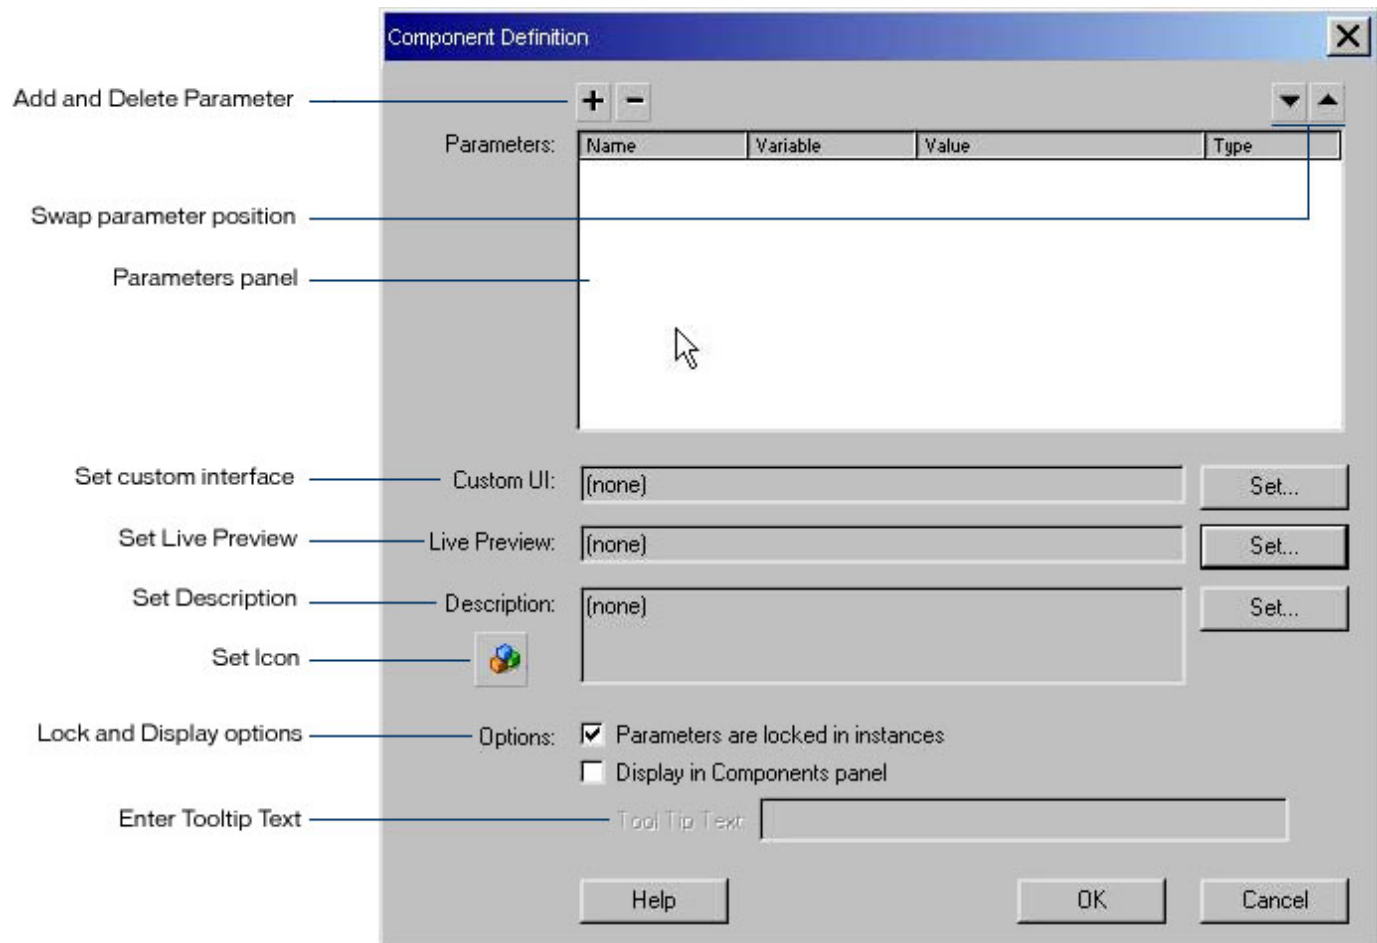 Component Definition
Add and Delete Parameter
Parameters: Name Variable Value Type
Swap parameter position
Parameters panel
Set custom interface Custom UI: (none) Set...
Set Live Preview Live Preview: (none) Set...
Set Description Description: (none) Set...
Set Icon
Lock and Display options Options: Parameters are locked in instances
Display in Components panel
Enter Tooltip Text Tool Tip Text
Help OK Cancel